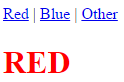 Red | Blue | Other
RED